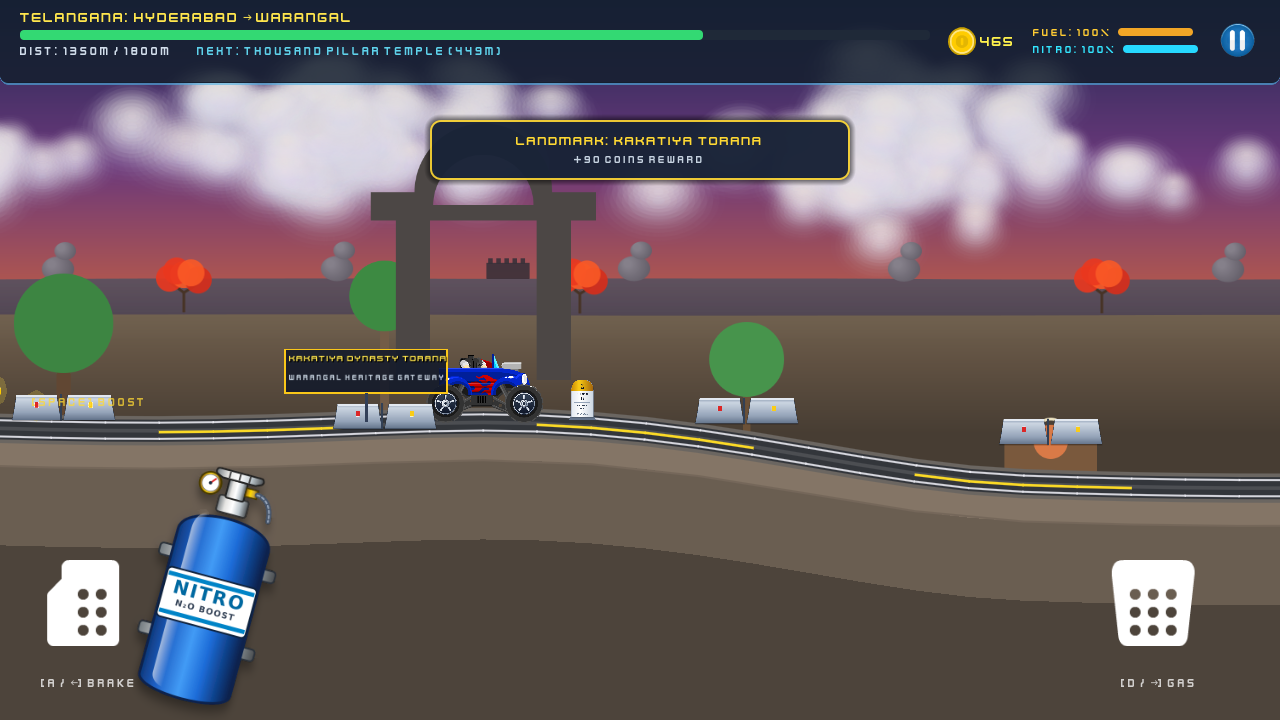 TELANGANA: HYDERABAD → WARANGAL
DIST: 1350M / 1800M
NEXT: THOUSAND PILLAR TEMPLE (449M)
465
FUEL: 100%
NITRO: 100%
LANDMARK: KAKATIYA TORANA
+90 COINS REWARD
KAKATIYA DYNASTY TORANA
WARANGAL HERITAGE GATEWAY
BOOST
NITRO
N₂O BOOST
[A / ←] BRAKE
[D / →] GAS